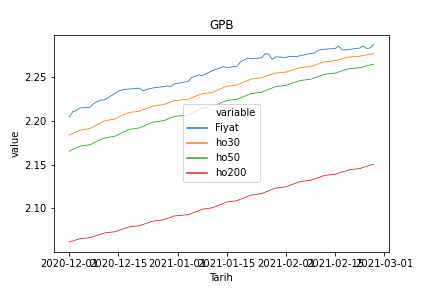 GPB
value
2.25
2.20
2.15
2.10
variable
Fiyat
ho30
ho50
ho200
2020-12-01
2020-12-15
2021-01-01
2021-01-15
2021-02-01
2021-02-15
2021-03-01
Tarih